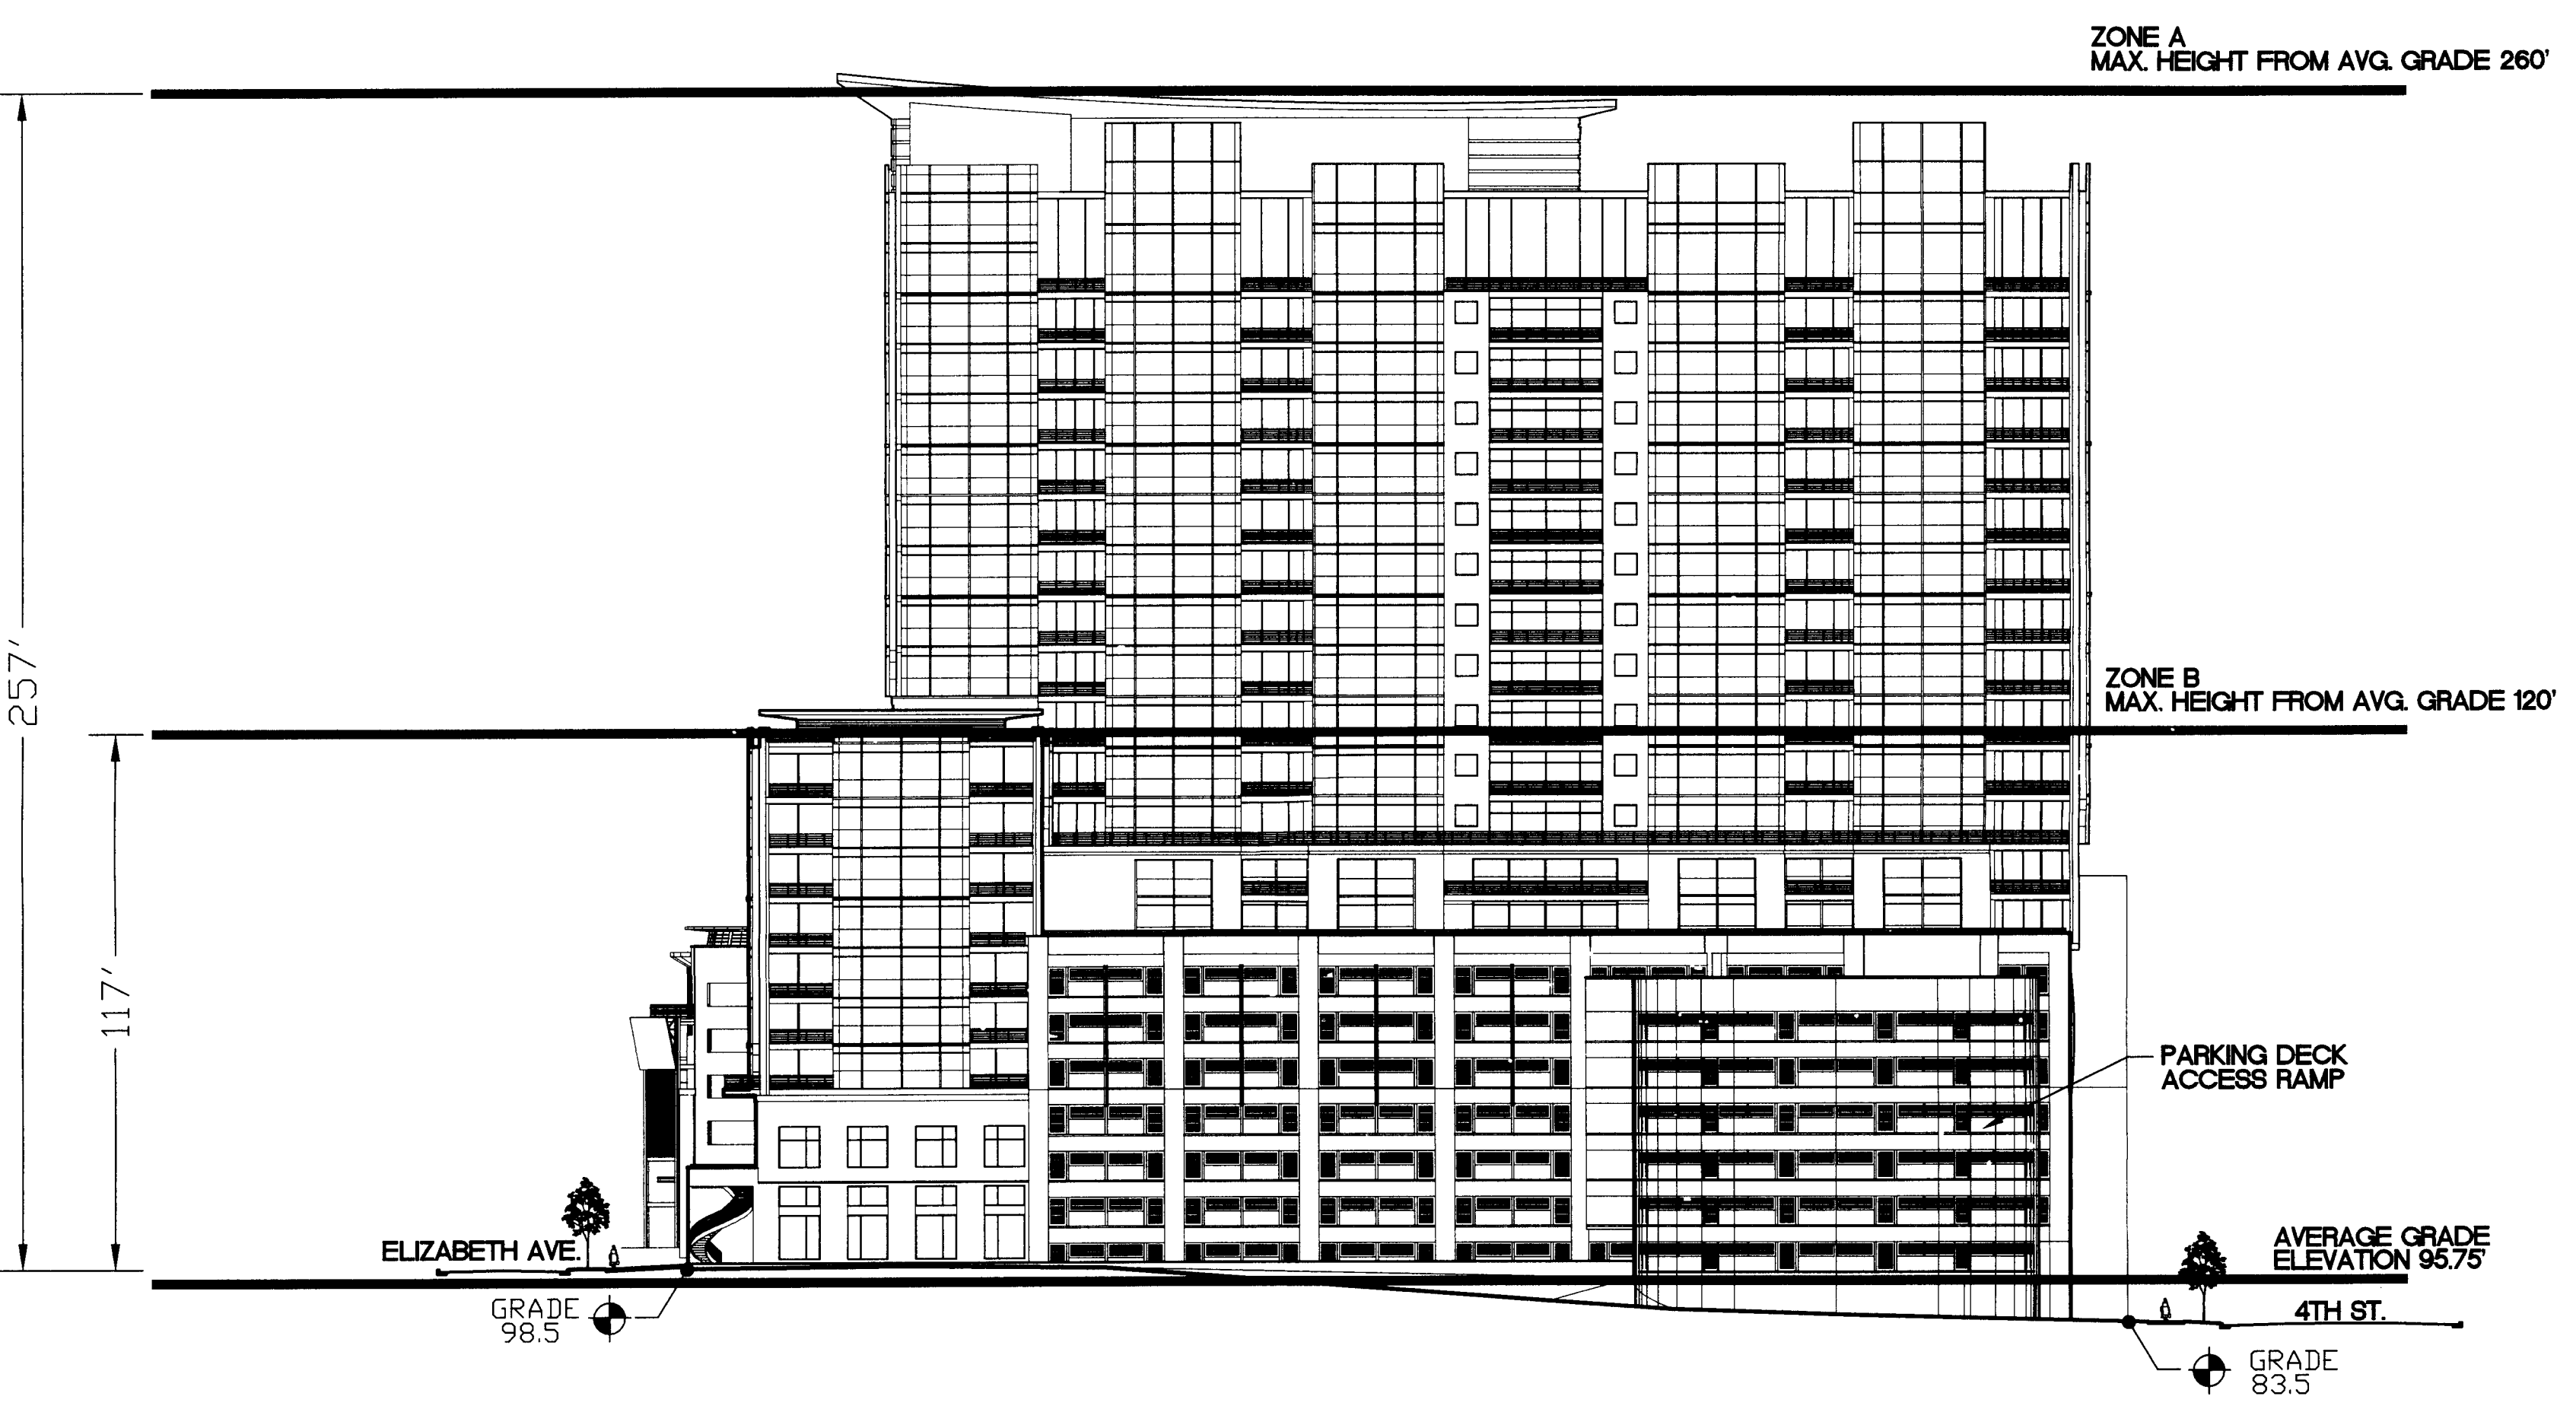 ZONE A
MAX. HEIGHT FROM AVG. GRADE 260'
257'
ZONE B
MAX. HEIGHT FROM AVG. GRADE 120'
117'
PARKING DECK
ACCESS RAMP
ELIZABETH AVE.
AVERAGE GRADE
ELEVATION 95.75'
GRADE
98.5
4TH ST.
GRADE
83.5